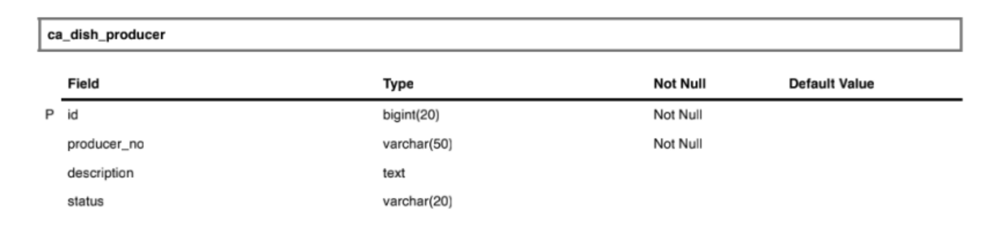 ca_dish_producer
Field Type Not Null Default Value
P id bigint(20) Not Null
producer_no varchar(50) Not Null
description text
status varchar(20)